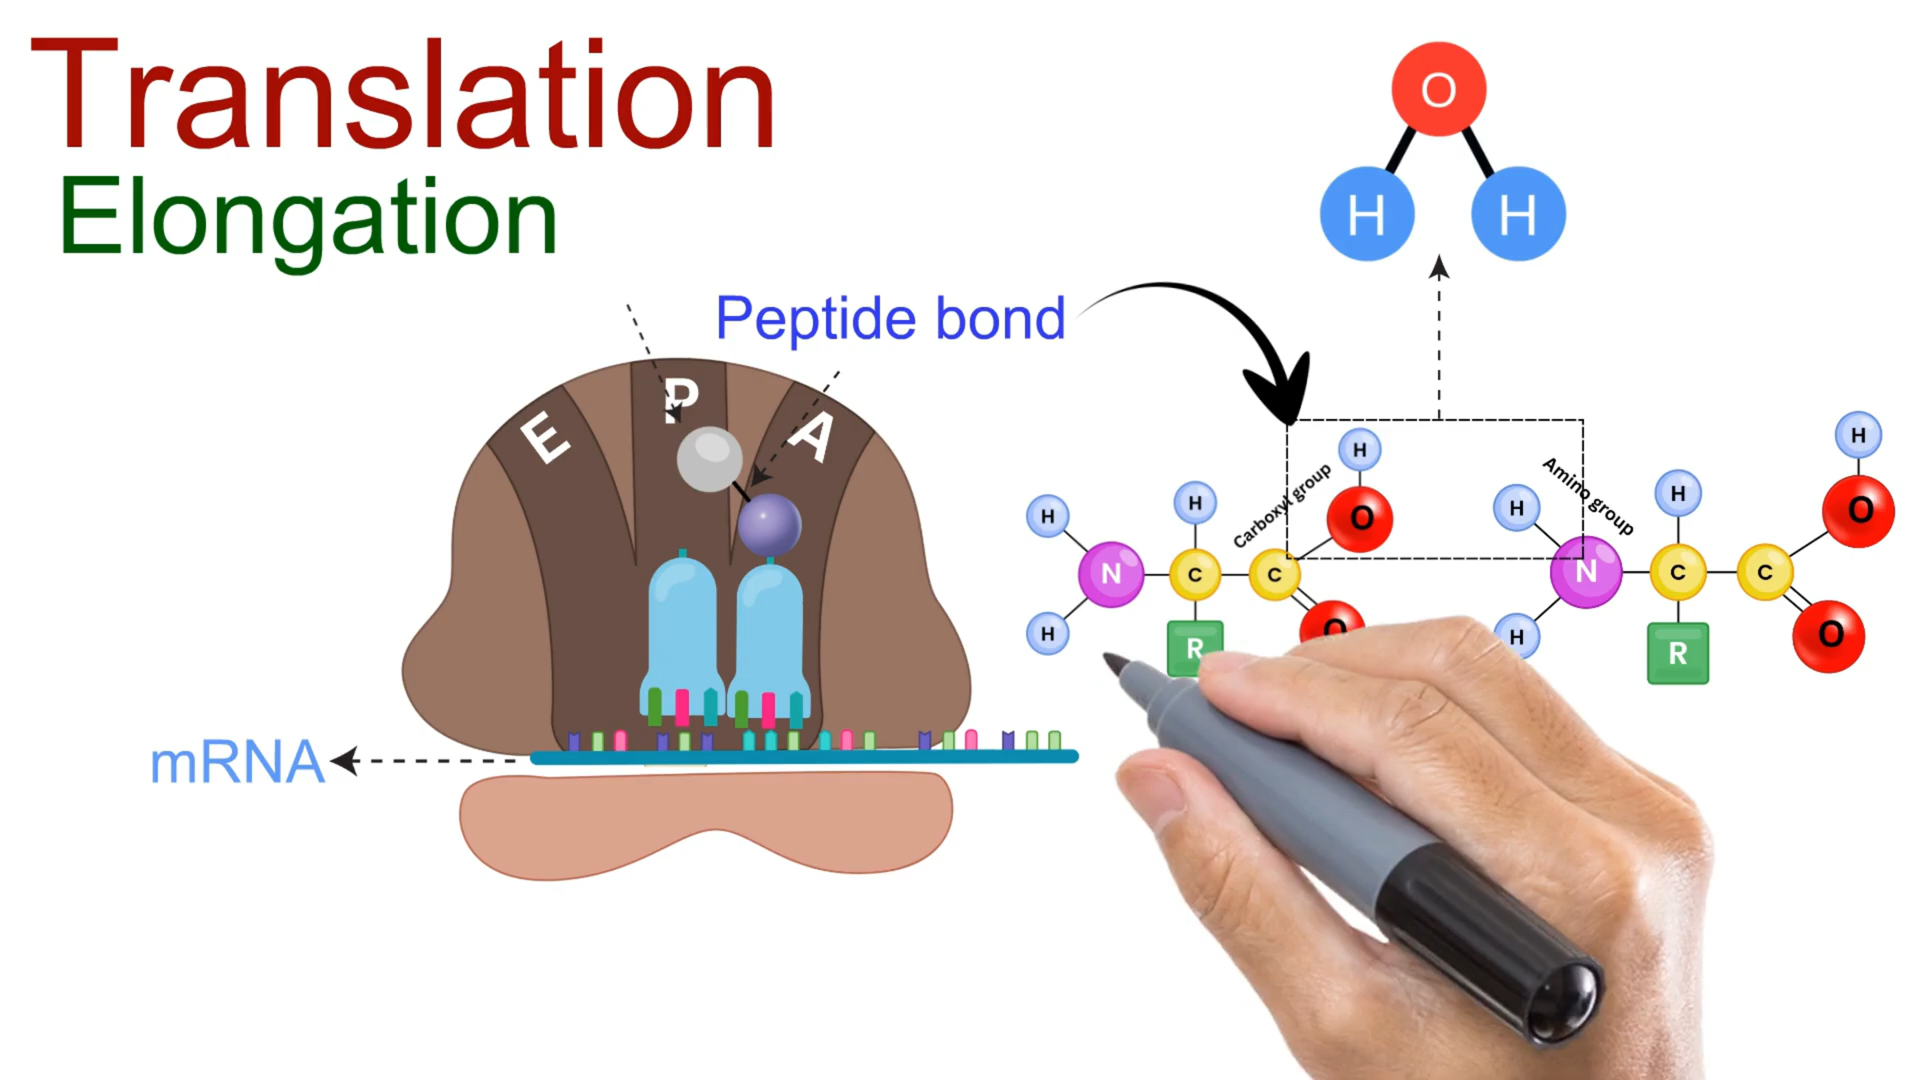 Translation
Elongation
Peptide bond
E
P
A
mRNA
O
H
H
Carboxyl group
Amino group
H
H
H
H
H
H
O
O
N
C
C
N
C
C
H
H
O
O
R
R